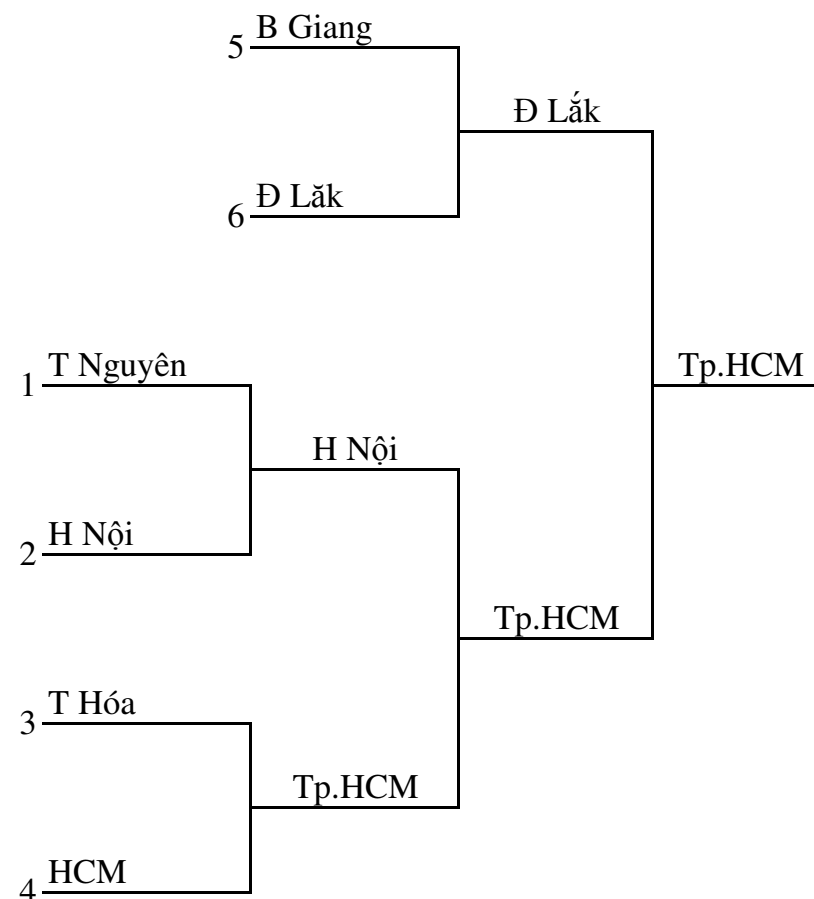 B Giang
5
Đ Lắk
Đ Lăk
6
T Nguyên
1
Tp.HCM
H Nội
H Nội
2
Tp.HCM
T Hóa
3
Tp.HCM
HCM
4